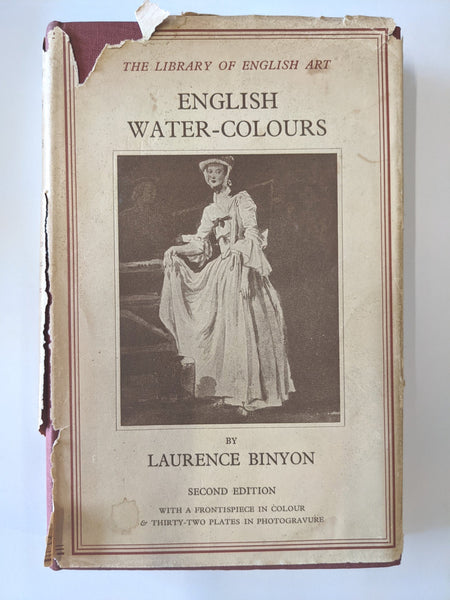 THE LIBRARY OF ENGLISH ART
ENGLISH
WATER-COLOURS
BY
LAURENCE BINYON
SECOND EDITION
WITH A FRONTISPIECE IN COLOUR
& THIRTY-TWO PLATES IN PHOTOGRAVURE